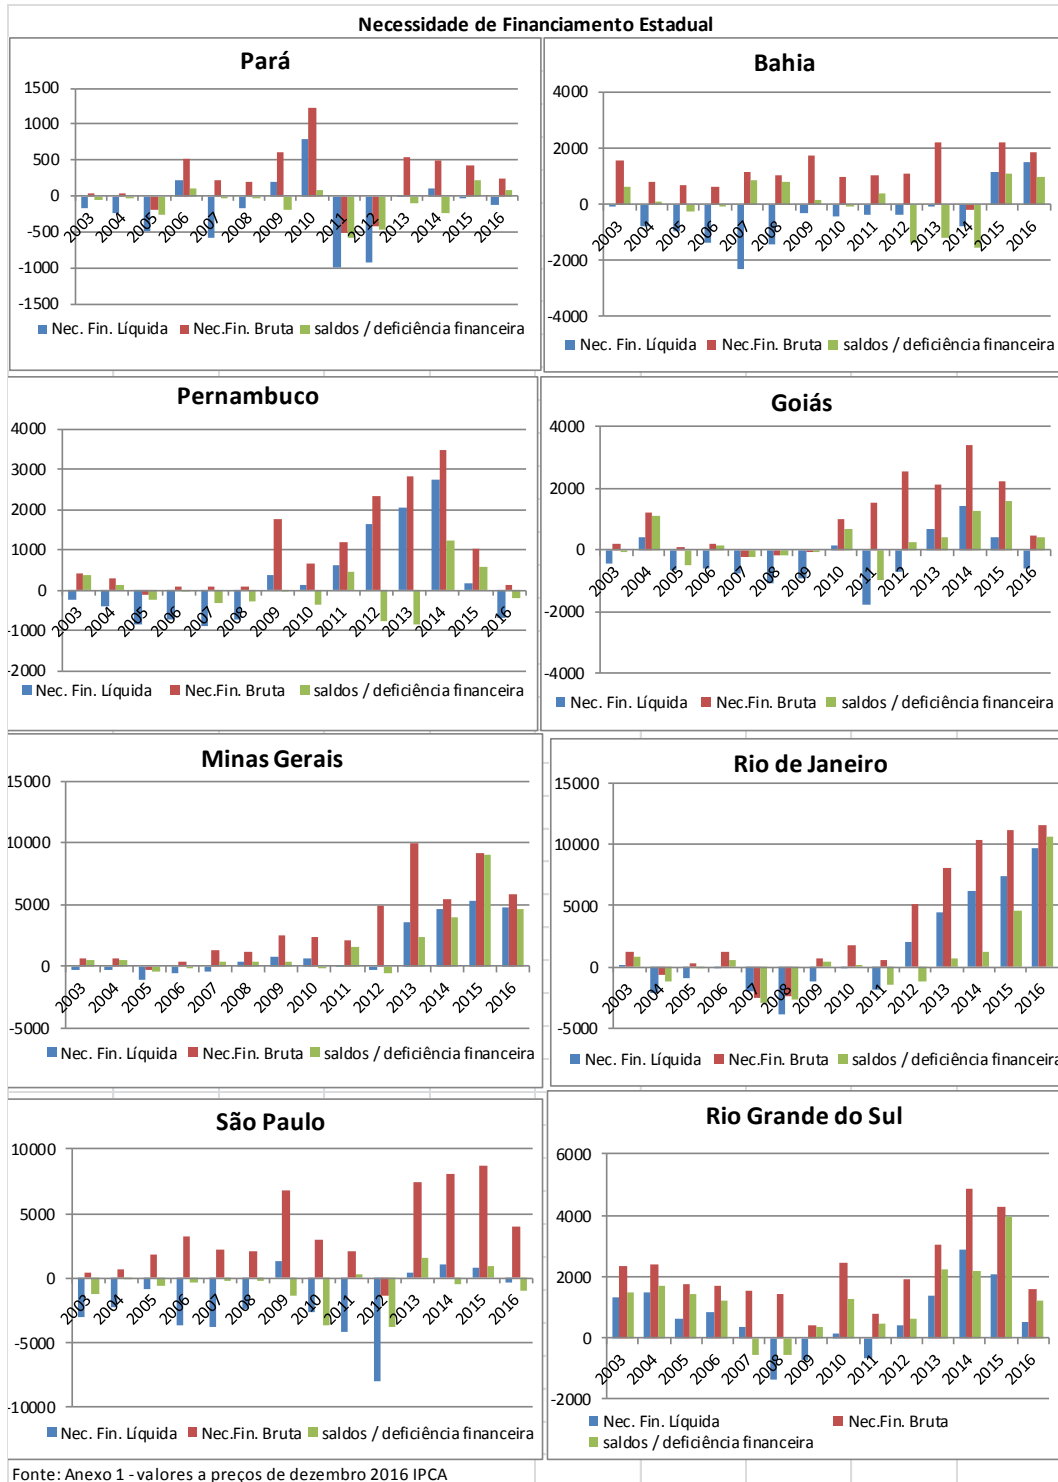 Necessidade de Financiamento Estadual
Pará
1500
1000
500
0
-500
-1000
-1500
2003 2004 2005 2006 2007 2008 2009 2010 2011 2012 2013 2014 2015 2016
Nec. Fin. Líquida Nec.Fin. Bruta saldos / deficiência financeira
Bahia
4000
2000
0
-2000
-4000
2003 2004 2005 2006 2007 2008 2009 2010 2011 2012 2013 2014 2015 2016
Nec. Fin. Líquida Nec.Fin. Bruta saldos / deficiência financeira
Pernambuco
4000
3000
2000
1000
0
-1000
-2000
2003 2004 2005 2006 2007 2008 2009 2010 2011 2012 2013 2014 2015 2016
Nec. Fin. Líquida Nec.Fin. Bruta saldos / deficiência financeira
Goiás
4000
2000
0
-2000
-4000
2003 2004 2005 2006 2007 2008 2009 2010 2011 2012 2013 2014 2015 2016
Nec. Fin. Líquida Nec.Fin. Bruta saldos / deficiência financeira
Minas Gerais
15000
10000
5000
0
-5000
2003 2004 2005 2006 2007 2008 2009 2010 2011 2012 2013 2014 2015 2016
Nec. Fin. Líquida Nec.Fin. Bruta saldos / deficiência financeira
Rio de Janeiro
15000
10000
5000
0
-5000
2003 2004 2005 2006 2007 2008 2009 2010 2011 2012 2013 2014 2015 2016
Nec. Fin. Líquida Nec.Fin. Bruta saldos / deficiência financeira
São Paulo
10000
5000
0
-5000
-10000
2003 2004 2005 2006 2007 2008 2009 2010 2011 2012 2013 2014 2015 2016
Nec. Fin. Líquida Nec.Fin. Bruta saldos / deficiência financeira
Rio Grande do Sul
6000
4000
2000
0
-2000
2003 2004 2005 2006 2007 2008 2009 2010 2011 2012 2013 2014 2015 2016
Nec. Fin. Líquida Nec.Fin. Bruta
saldos / deficiência financeira
Fonte: Anexo 1 - valores a preços de dezembro 2016 IPCA